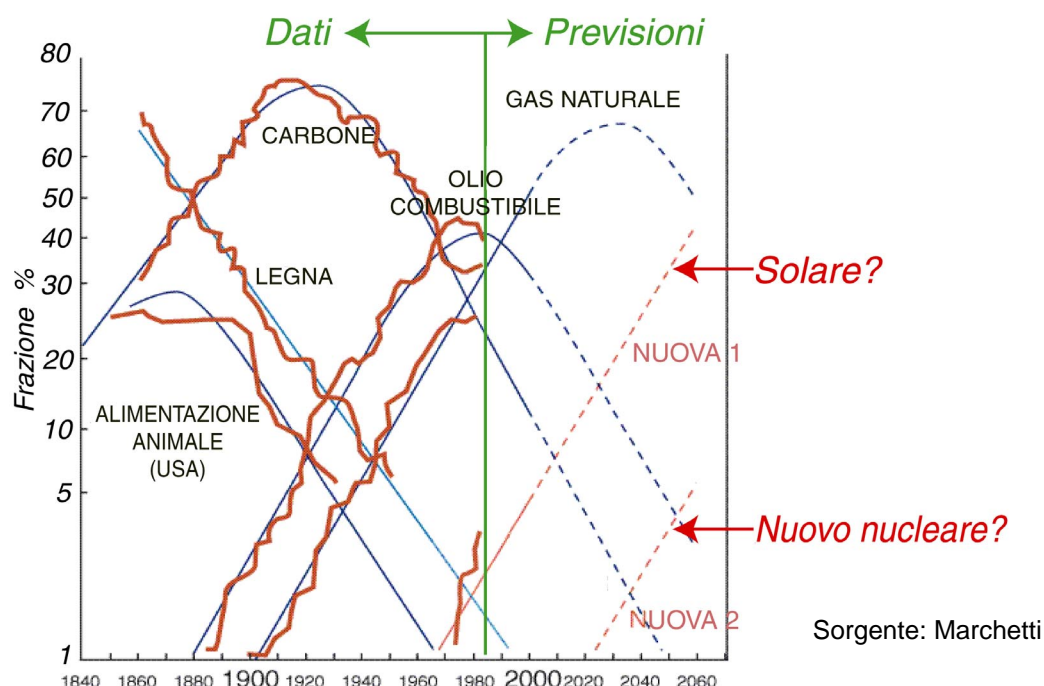 Dati Previsioni
80
70
60
50
40
30
20
10
5
1
Frazione %
CARBONE
GAS NATURALE
OLIO
COMBUSTIBILE
LEGNA
ALIMENTAZIONE
ANIMALE
(USA)
Solare?
NUOVA 1
Nuovo nucleare?
NUOVA 2
Sorgente: Marchetti
1840 1860 1880 1900 1920 1940 1960 1980 2000 2020 2040 2060